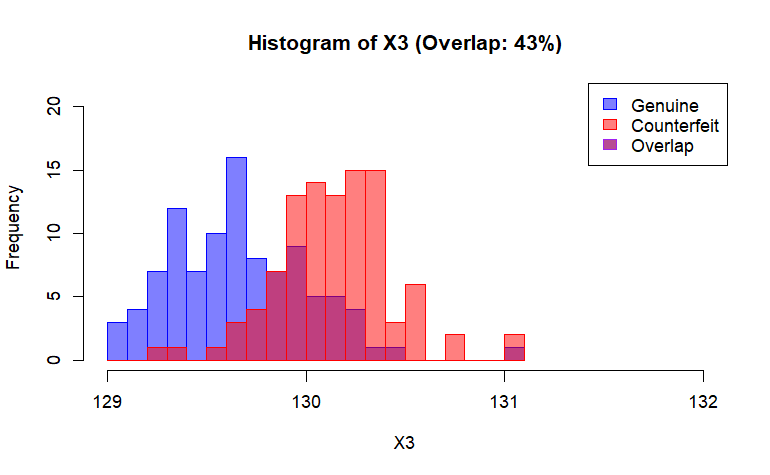 Histogram of X3 (Overlap: 43%)
Genuine
Counterfeit
Overlap
Frequency
20
15
10
5
0
129 130 131 132
X3